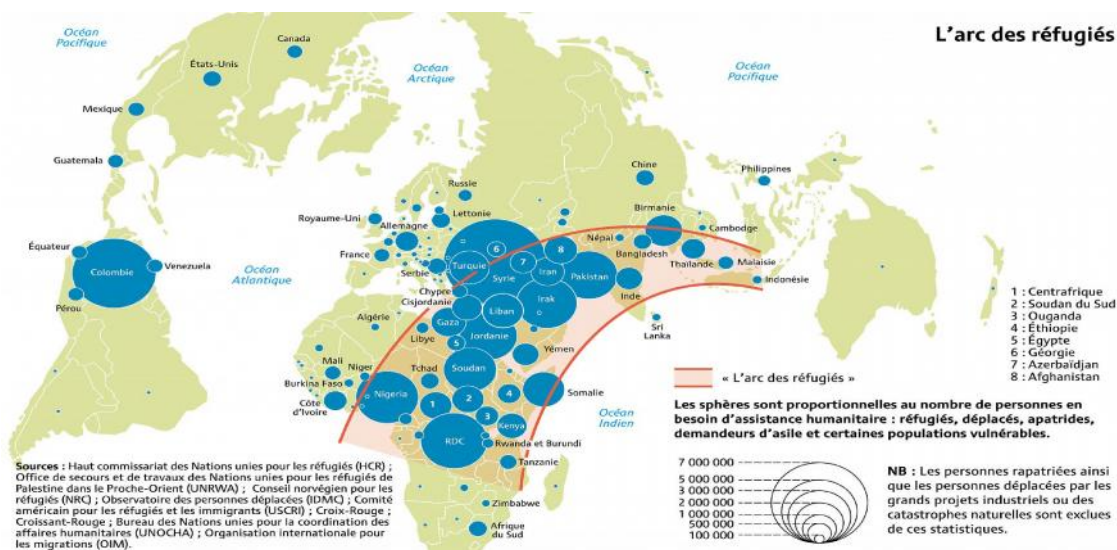 L'arc des réfugiés
Océan
Pacifique
Canada
États-Unis
Océan
Arctique
Océan
Pacifique
Mexique
Guatemala
Chine
Philippines
Russie
Birmanie
Royaume-Uni
Lettonie
Allemagne
Népal
Cambodge
Équateur
France
Bangladesh
Colombie
Venezuela
Océan
Atlantique
Serbie
Turquie
Syrie
6
7
8
Iran
Pakistan
Thaïlande
Malaisie
Indonésie
Inde
Pérou
Chypre
Cisjordanie
Irak
Liban
Gaza
Algérie
Libye
5
Jordanie
Sri
Lanka
Yémen
Mali
Niger
Tchad
Soudan
Burkina Faso
Nigeria
Côte
d'Ivoire
1
2
3
4
Somalie
Océan
Indien
Kenya
RDC
Rwanda et Burundi
Tanzanie
Zimbabwe
Afrique
du Sud
1 : Centrafrique
2 : Soudan du Sud
3 : Ouganda
4 : Éthiopie
5 : Égypte
6 : Géorgie
7 : Azerbaïdjan
8 : Afghanistan
« L'arc des réfugiés »
Les sphères sont proportionnelles au nombre de personnes en
besoin d'assistance humanitaire : réfugiés, déplacés, apatrides,
demandeurs d'asile et certaines populations vulnérables.
7 000 000
5 000 000
3 000 000
2 000 000
1 000 000
500 000
100 000
NB : Les personnes rapatriées ainsi
que les personnes déplacées par les
grands projets industriels ou des
catastrophes naturelles sont exclues
de ces statistiques.
Sources : Haut commissariat des Nations unies pour les réfugiés (HCR) ;
Office de secours et de travaux des Nations unies pour les réfugiés de
Palestine dans le Proche-Orient (UNRWA) ; Conseil norvégien pour les
réfugiés (NRC) ; Observatoire des personnes déplacées (IDMC) ; Comité
américain pour les réfugiés et les immigrants (USCRI) ; Croix-Rouge ;
Croissant-Rouge ; Bureau des Nations unies pour la coordination des
affaires humanitaires (UNOCHA) ; Organisation internationale pour
les migrations (OIM).